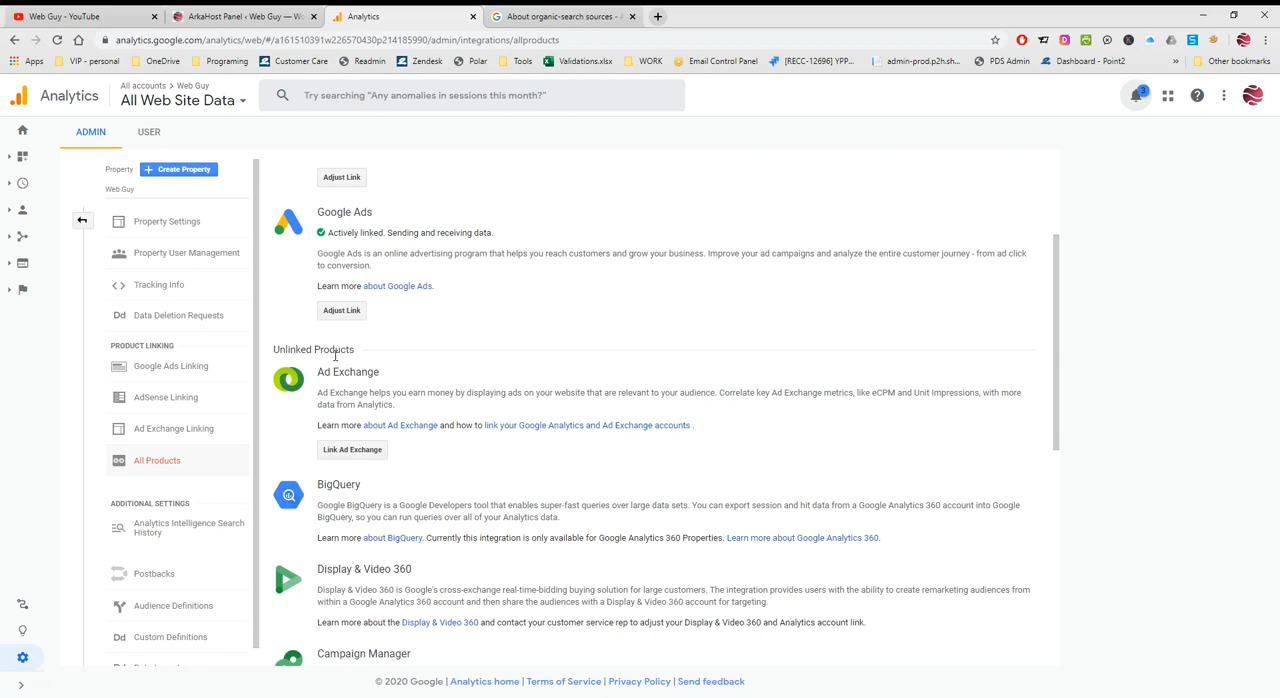 Web Guy - YouTube
ArkaHost Panel ‹ Web Guy — Wo
Analytics
About organic-search sources - A
analytics.google.com/analytics/web/#/a161510391w226570430p214185990/admin/integrations/allproducts
Apps
VIP - personal
OneDrive
Programing
Customer Care
Readmin
Zendesk
Polar
Tools
Validations.xlsx
WORK
Email Control Panel
[RECC-12696] YPP...
admin-prod.p2h.sh...
PDS Admin
Dashboard - Point2
»
Other bookmarks
Analytics
All accounts > Web Guy
All Web Site Data
Try searching "Any anomalies in sessions this month?"
3
ADMIN
USER
Property
+ Create Property
Web Guy
Property Settings
Property User Management
Tracking Info
Dd Data Deletion Requests
PRODUCT LINKING
Google Ads Linking
AdSense Linking
Ad Exchange Linking
All Products
ADDITIONAL SETTINGS
Analytics Intelligence Search
History
Postbacks
Audience Definitions
Dd Custom Definitions
Adjust Link
Google Ads
Actively linked. Sending and receiving data.
Google Ads is an online advertising program that helps you reach customers and grow your business. Improve your ad campaigns and analyze the entire customer journey - from ad click
to conversion.
Learn more about Google Ads.
Adjust Link
Unlinked Products
Ad Exchange
Ad Exchange helps you earn money by displaying ads on your website that are relevant to your audience. Correlate key Ad Exchange metrics, like eCPM and Unit Impressions, with more
data from Analytics.
Learn more about Ad Exchange and how to link your Google Analytics and Ad Exchange accounts .
Link Ad Exchange
BigQuery
Google BigQuery is a Google Developers tool that enables super-fast queries over large data sets. You can export session and hit data from a Google Analytics 360 account into Google
BigQuery, so you can run queries over all of your Analytics data.
Learn more about BigQuery. Currently this integration is only available for Google Analytics 360 Properties. Learn more about Google Analytics 360.
Display & Video 360
Display & Video 360 is Google's cross-exchange real-time-bidding buying solution for large customers. The integration provides users with the ability to create remarketing audiences from
within a Google Analytics 360 account and then share the audiences with a Display & Video 360 account for targeting.
Learn more about the Display & Video 360 and contact your customer service rep to adjust your Display & Video 360 and Analytics account link.
Campaign Manager
© 2020 Google | Analytics home | Terms of Service | Privacy Policy | Send feedback